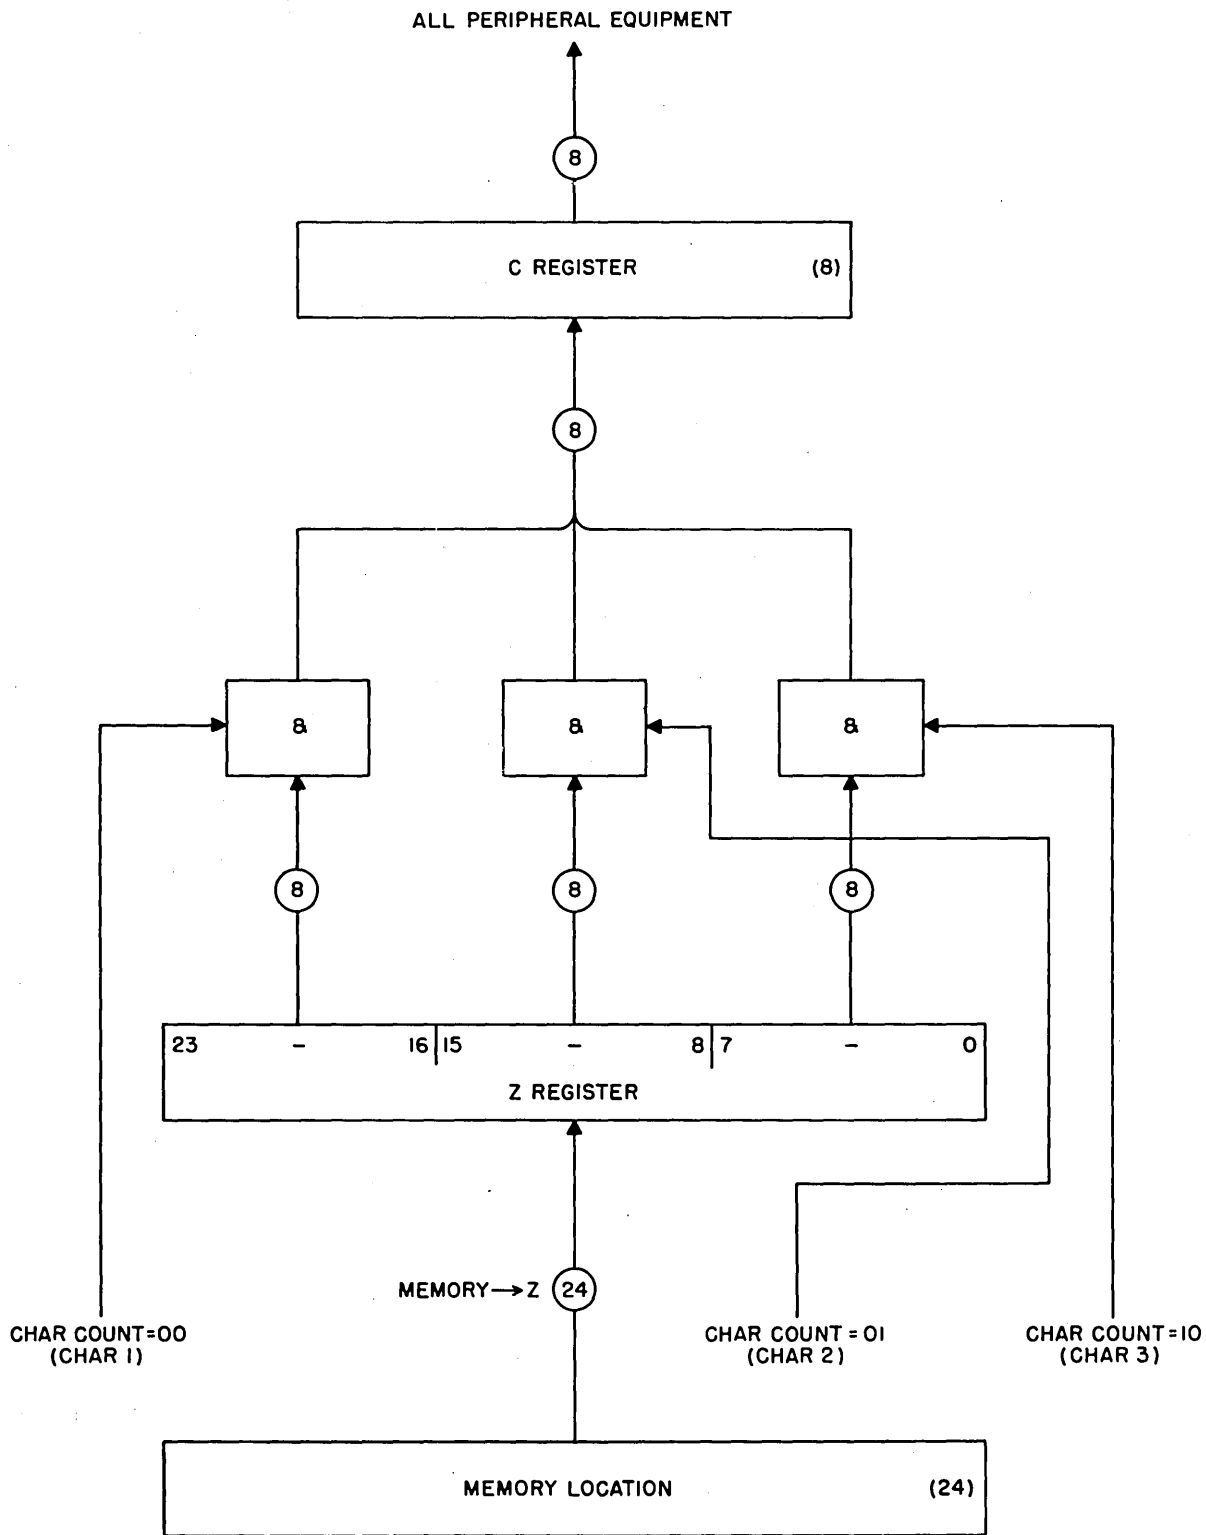 ALL PERIPHERAL EQUIPMENT
8
C REGISTER (8)
8
& & &
8 8 8
23 – 16 15 – 8 7 – 0
Z REGISTER
MEMORY→Z 24
CHAR COUNT=00
(CHAR 1)
CHAR COUNT=01
(CHAR 2)
CHAR COUNT=10
(CHAR 3)
MEMORY LOCATION (24)